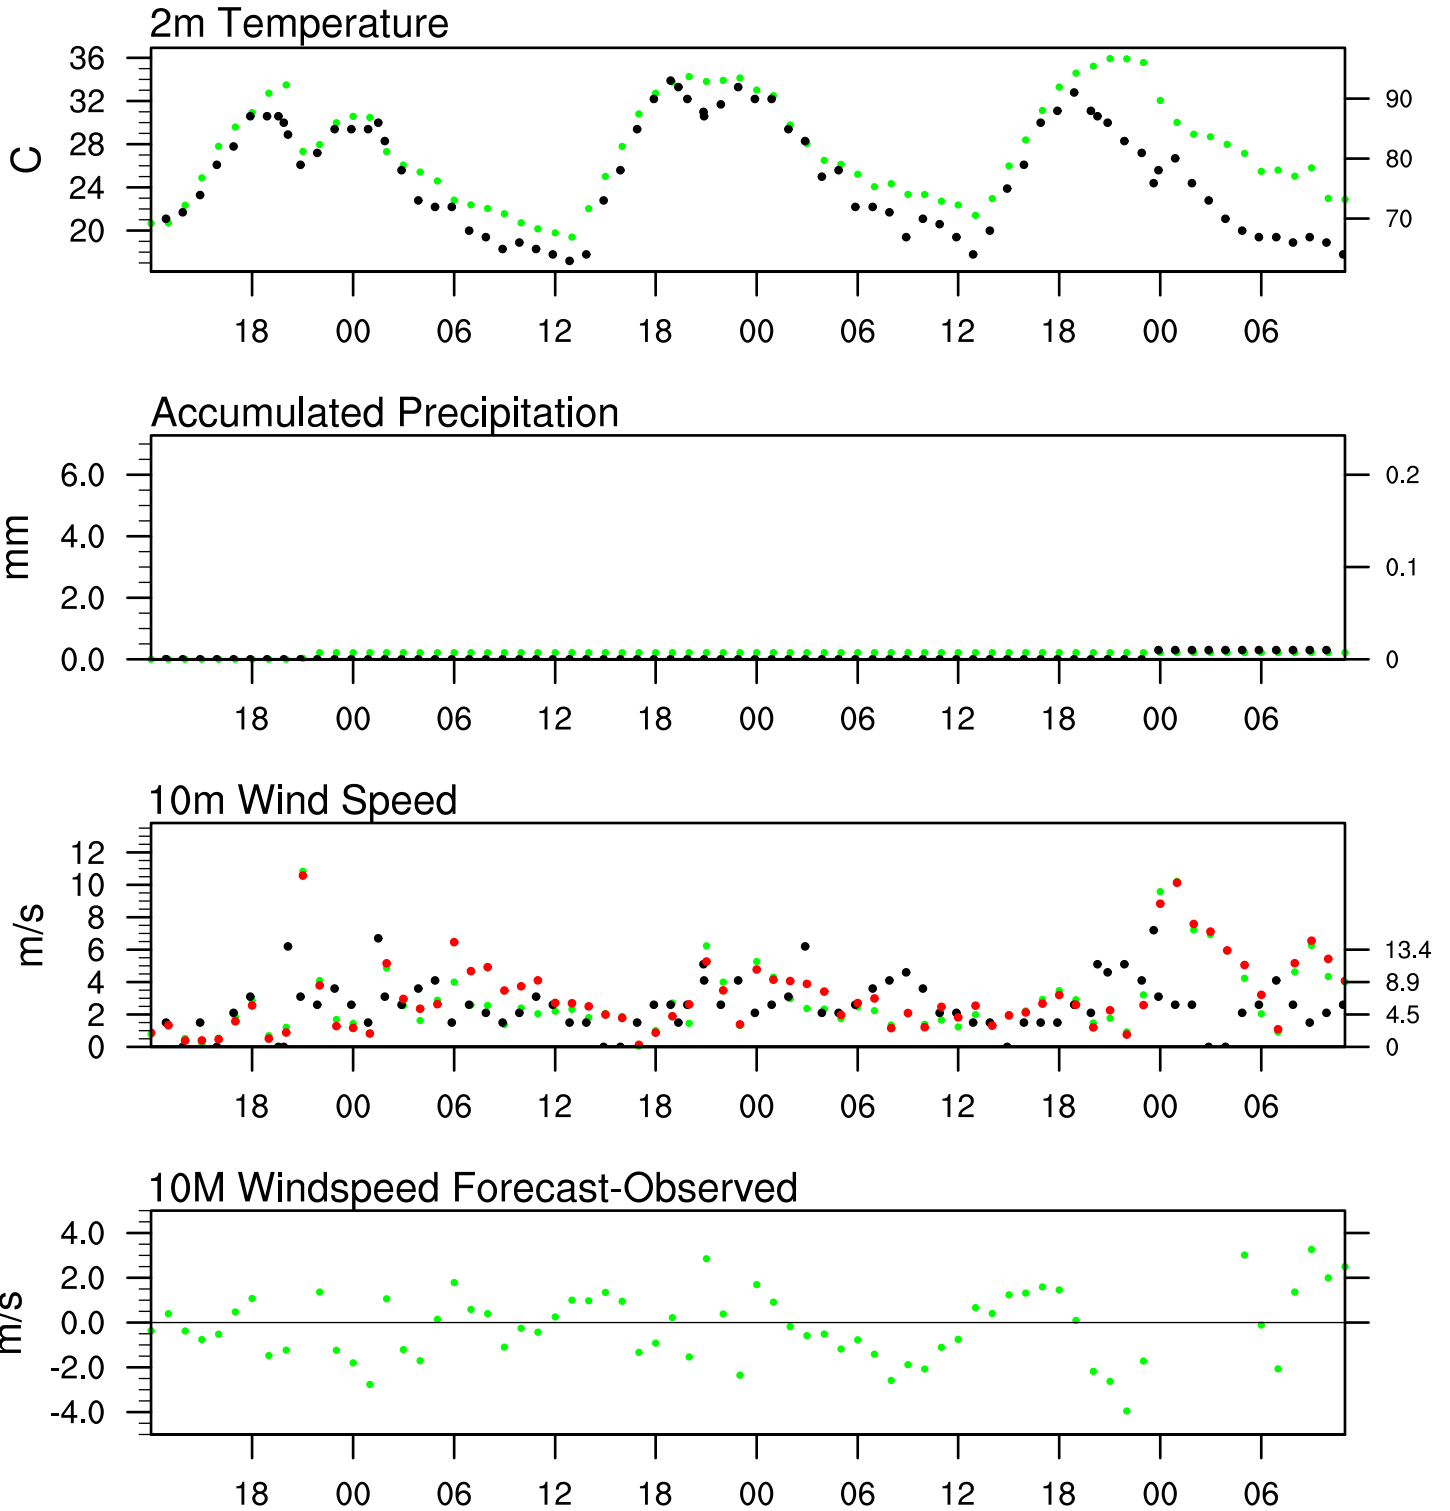 2m Temperature
36
32
28
24
20
C
90
80
70
18 00 06 12 18 00 06 12 18 00 06
Accumulated Precipitation
6.0
4.0
2.0
0.0
mm
0.2
0.1
0
18 00 06 12 18 00 06 12 18 00 06
10m Wind Speed
12
10
8
6
4
2
0
m/s
13.4
8.9
4.5
0
18 00 06 12 18 00 06 12 18 00 06
10M Windspeed Forecast-Observed
4.0
2.0
0.0
-2.0
-4.0
m/s
18 00 06 12 18 00 06 12 18 00 06